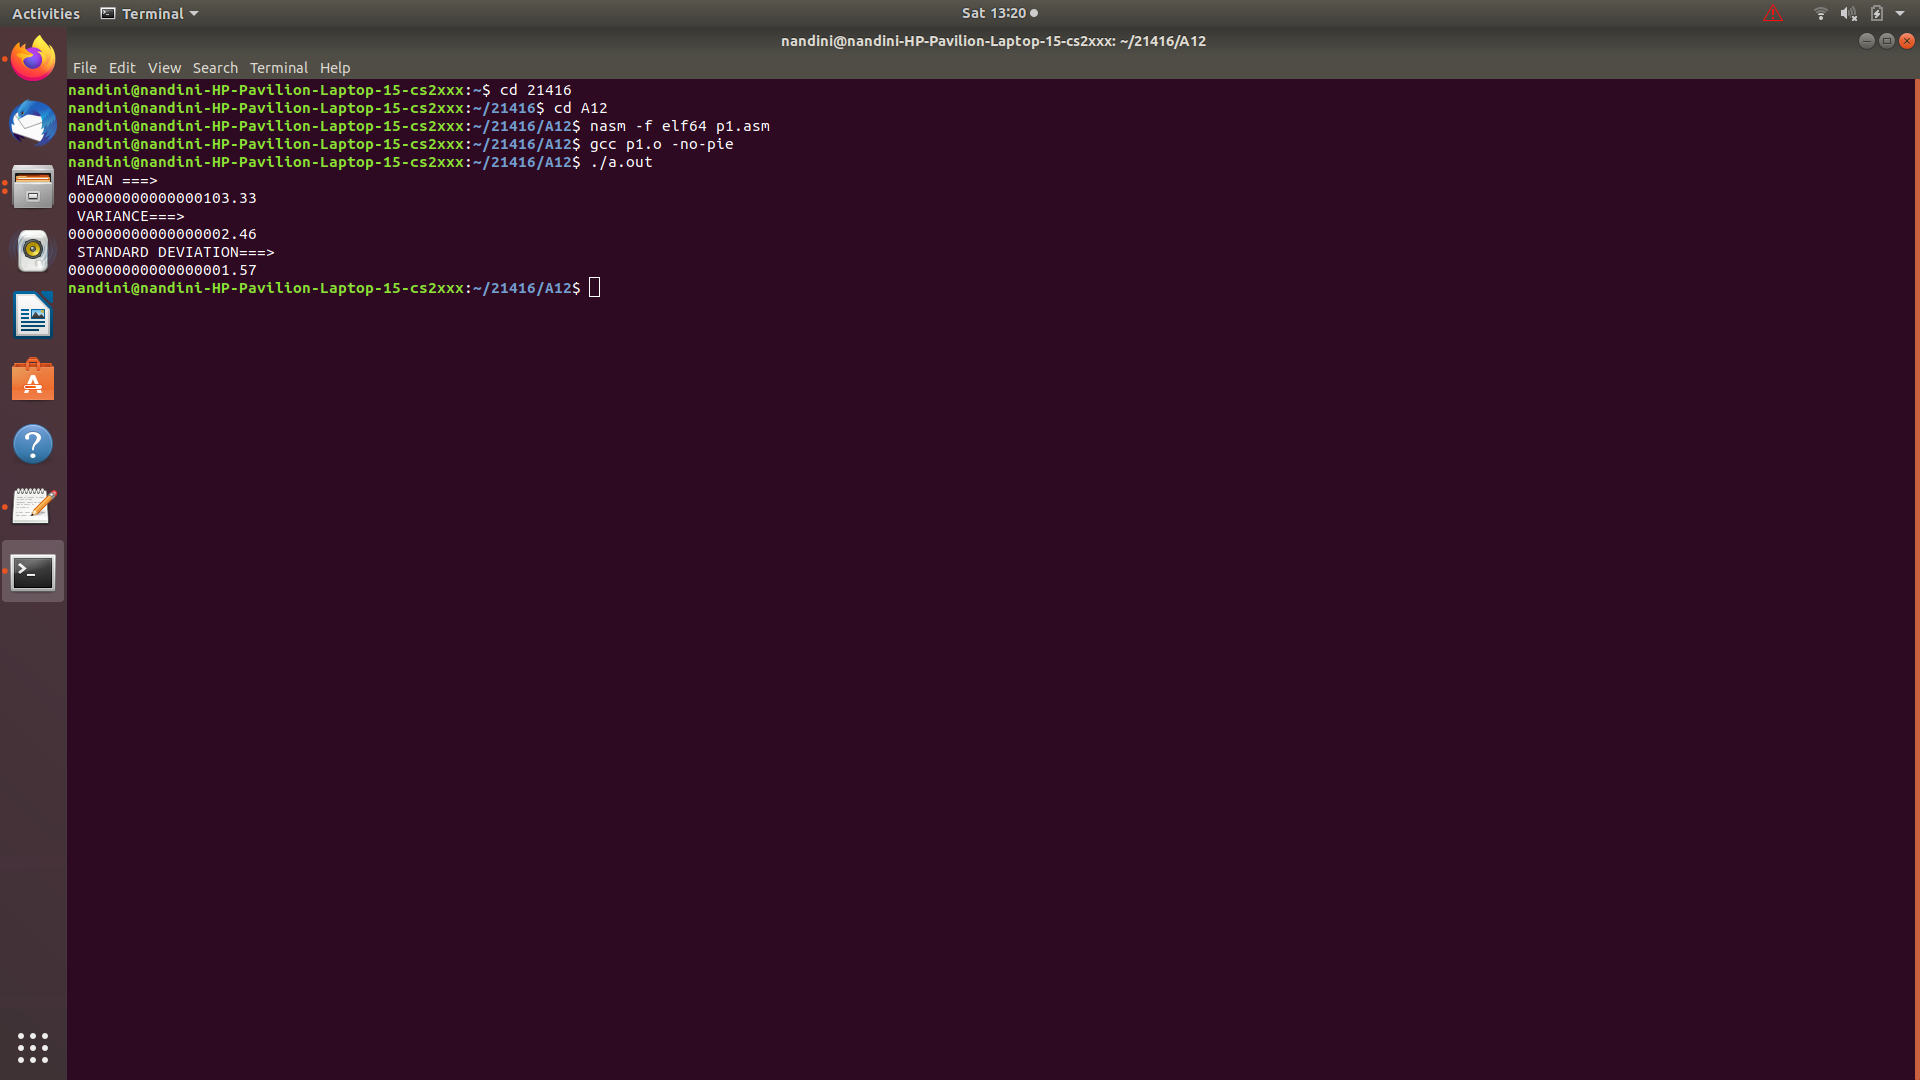 Activities Terminal Sat 13:20
nandini@nandini-HP-Pavilion-Laptop-15-cs2xxx: ~/21416/A12
File Edit View Search Terminal Help
nandini@nandini-HP-Pavilion-Laptop-15-cs2xxx:~$ cd 21416
nandini@nandini-HP-Pavilion-Laptop-15-cs2xxx:~/21416$ cd A12
nandini@nandini-HP-Pavilion-Laptop-15-cs2xxx:~/21416/A12$ nasm -f elf64 p1.asm
nandini@nandini-HP-Pavilion-Laptop-15-cs2xxx:~/21416/A12$ gcc p1.o -no-pie
nandini@nandini-HP-Pavilion-Laptop-15-cs2xxx:~/21416/A12$ ./a.out
 MEAN ===>
000000000000000103.33
 VARIANCE===>
000000000000000002.46
 STANDARD DEVIATION===>
000000000000000001.57
nandini@nandini-HP-Pavilion-Laptop-15-cs2xxx:~/21416/A12$